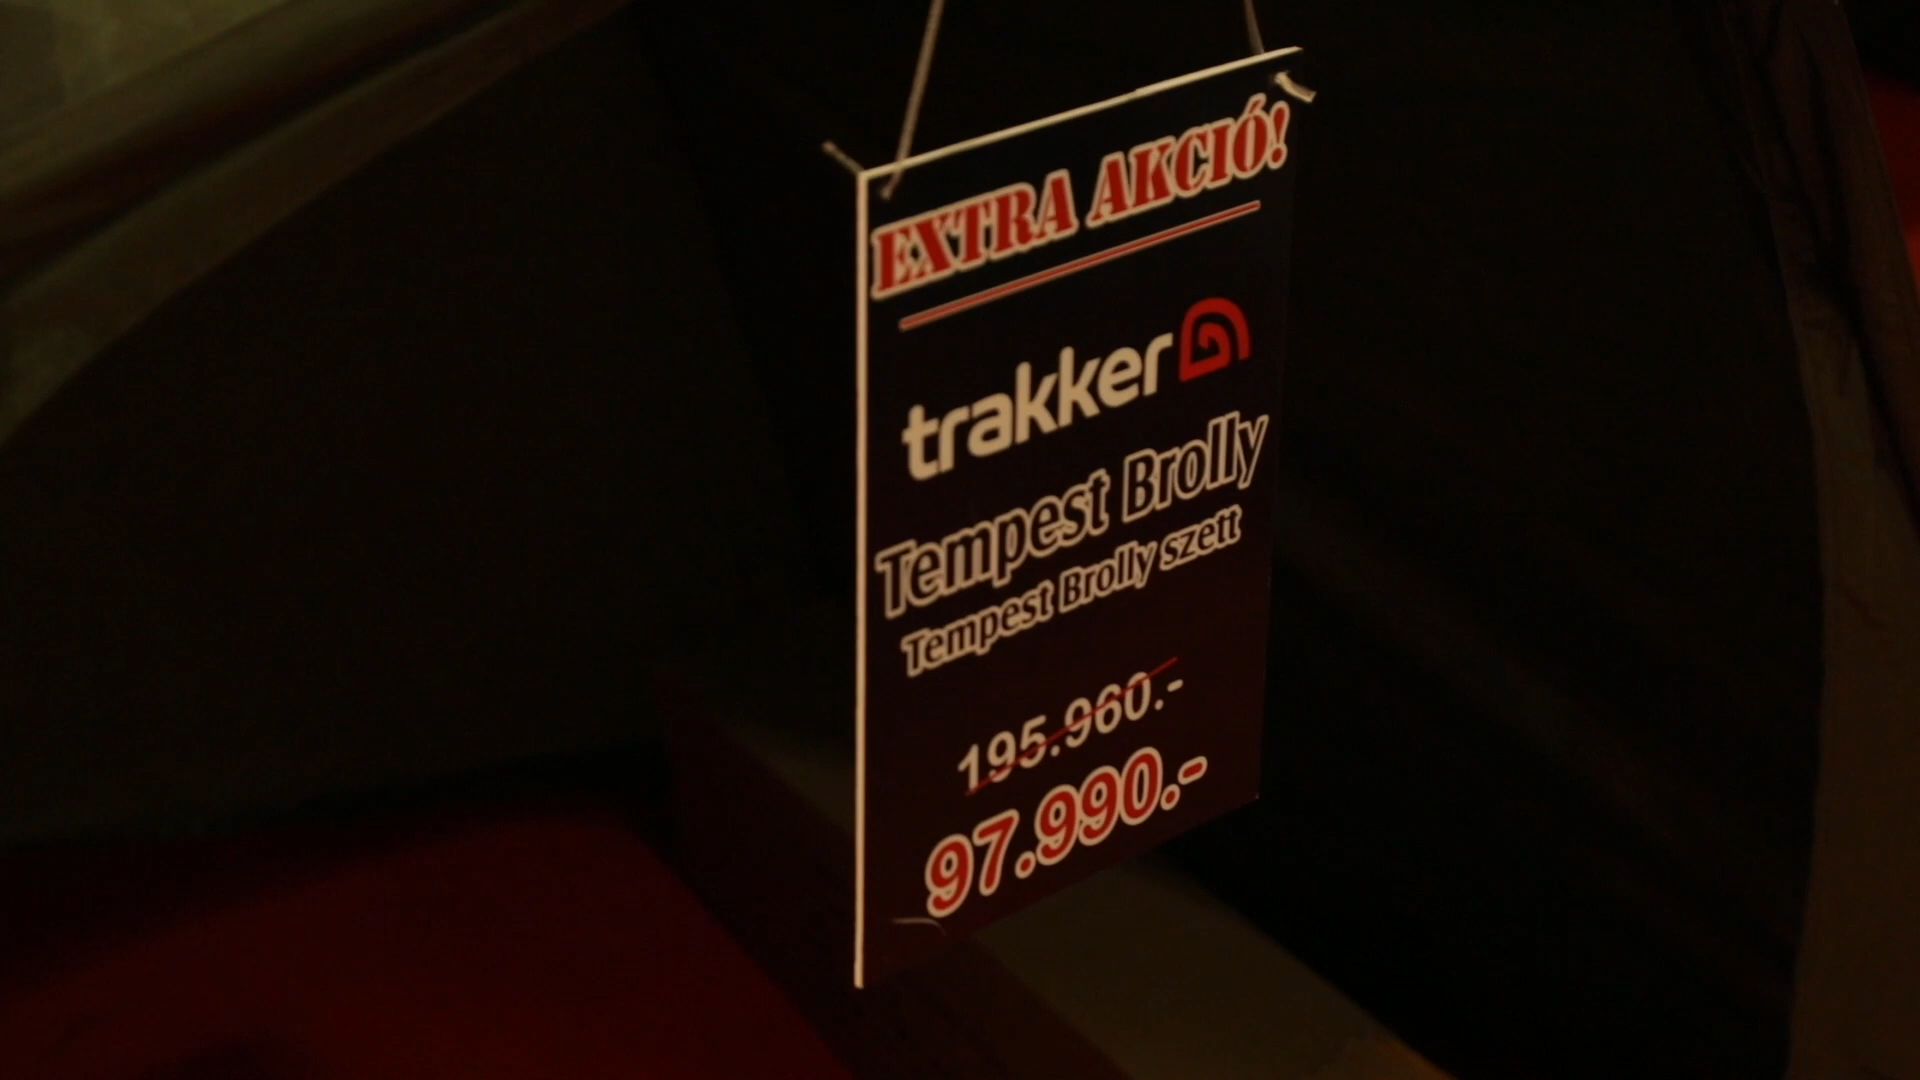 EXTRA AKCIÓ!
trakker
Tempest Brolly
Tempest Brolly szett
195.960.-
97.990.-